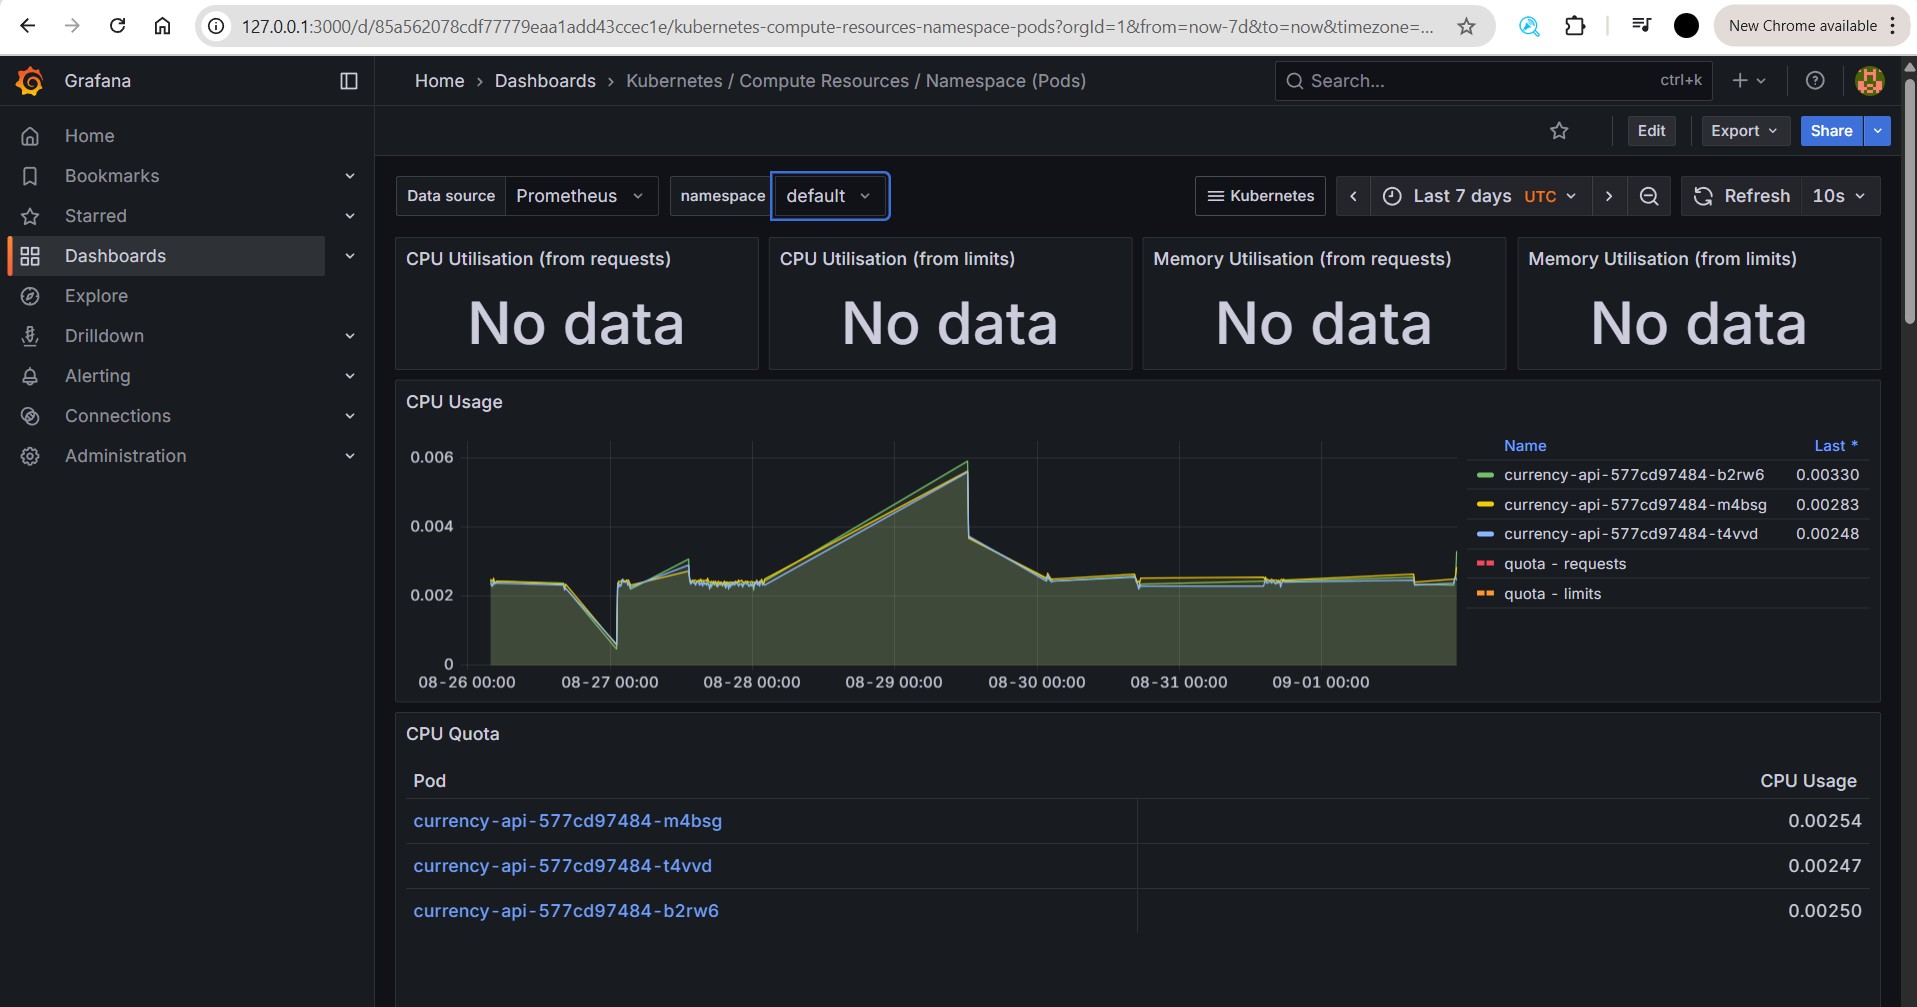 127.0.0.1:3000/d/85a562078cdf77779eaa1add43ccec1e/kubernetes-compute-resources-namespace-pods?orgId=1&from=now-7d&to=now&timezone=...
New Chrome available
Grafana
Home › Dashboards › Kubernetes / Compute Resources / Namespace (Pods)
Search...
ctrl+k
Home
Bookmarks
Starred
Dashboards
Explore
Drilldown
Alerting
Connections
Administration
Edit
Export
Share
Data source
Prometheus
namespace
default
Kubernetes
Last 7 days UTC
Refresh
10s
CPU Utilisation (from requests)
No data
CPU Utilisation (from limits)
No data
Memory Utilisation (from requests)
No data
Memory Utilisation (from limits)
No data
CPU Usage
0.006
0.004
0.002
0
08-26 00:00
08-27 00:00
08-28 00:00
08-29 00:00
08-30 00:00
08-31 00:00
09-01 00:00
Name Last *
currency-api-577cd97484-b2rw6 0.00330
currency-api-577cd97484-m4bsg 0.00283
currency-api-577cd97484-t4vvd 0.00248
quota - requests
quota - limits
CPU Quota
Pod CPU Usage
currency-api-577cd97484-m4bsg 0.00254
currency-api-577cd97484-t4vvd 0.00247
currency-api-577cd97484-b2rw6 0.00250